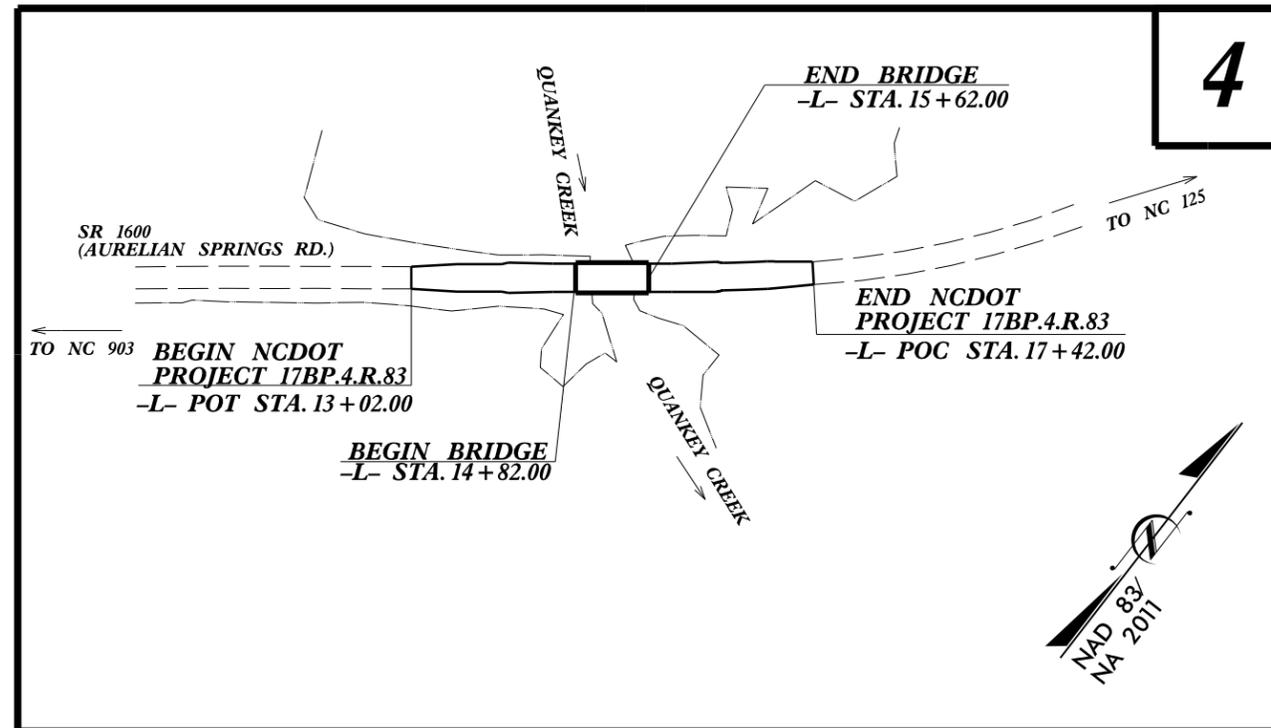 4
END BRIDGE
-L- STA. 15+62.00
QUANKEY CREEK
SR 1600
(AURELIAN SPRINGS RD.)
TO NC 125
TO NC 903
BEGIN NCDOT
PROJECT 17BP.4.R.83
-L- POT STA. 13+02.00
END NCDOT
PROJECT 17BP.4.R.83
-L- POC STA. 17+42.00
BEGIN BRIDGE
-L- STA. 14+82.00
QUANKEY CREEK
NAD 83/
NA 2011